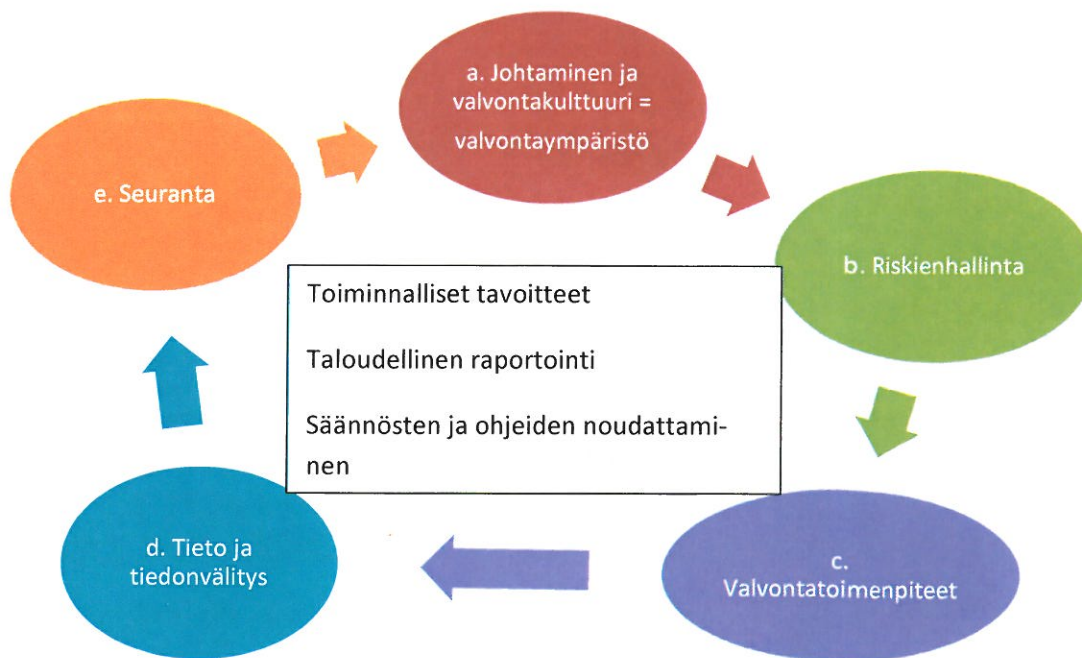 a. Johtaminen ja
valvontakulttuuri =
valvontaympäristö
b. Riskienhallinta
c.
Valvontatoimenpiteet
d. Tieto ja
tiedonvälitys
e. Seuranta
Toiminnalliset tavoitteet
Taloudellinen raportointi
Säännösten ja ohjeiden noudattami-
nen